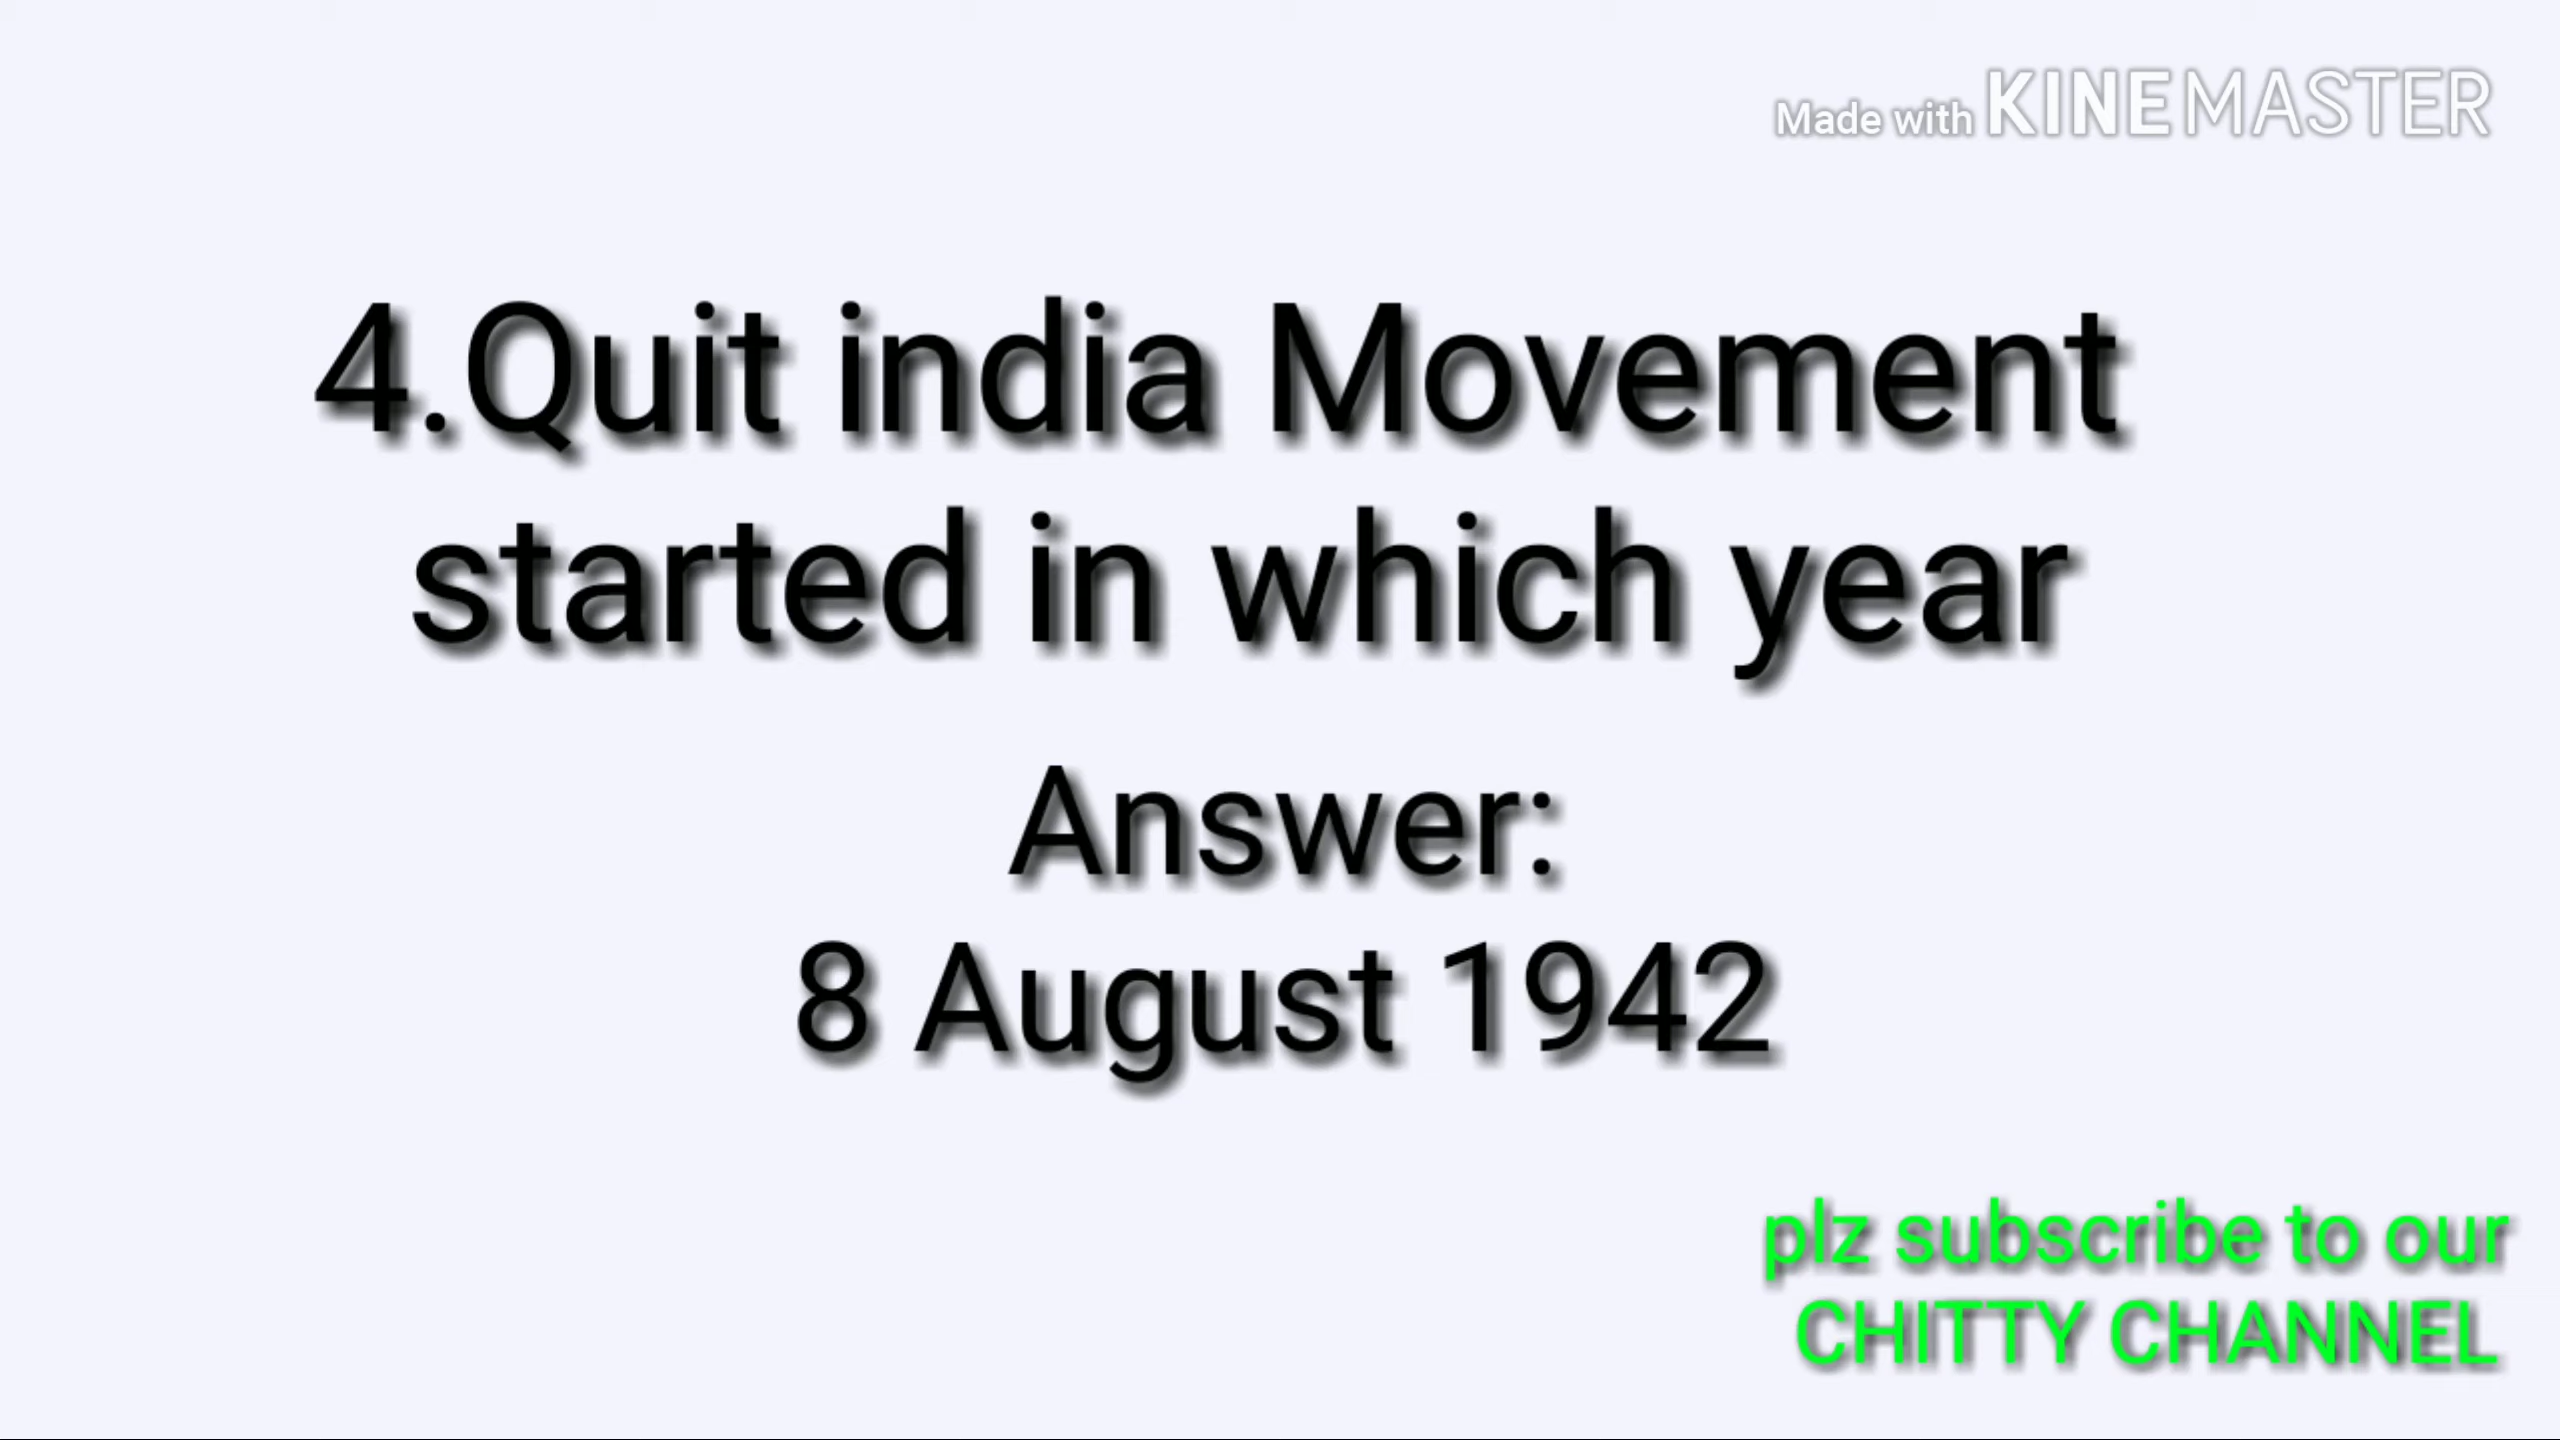 Made with KINEMASTER
4.Quit india Movement
started in which year
Answer:
8 August 1942
plz subscribe to our
CHITTY CHANNEL